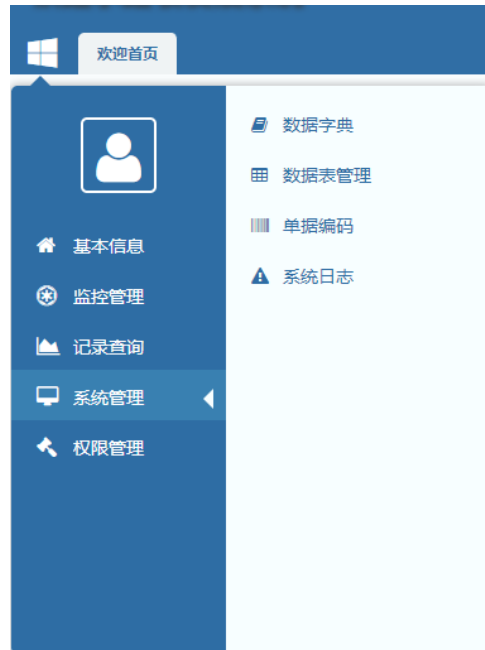 欢迎首页
基本信息
监控管理
记录查询
系统管理
权限管理
数据字典
数据表管理
单据编码
系统日志